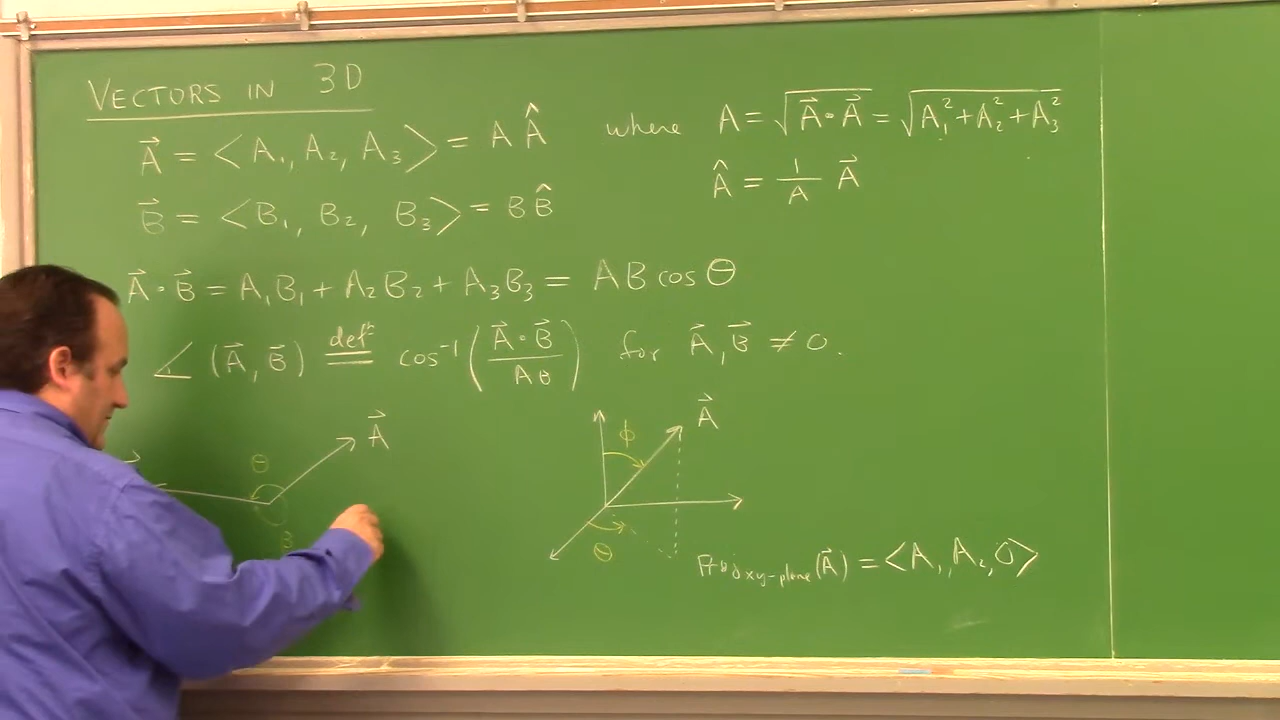 VECTORS IN 3D
A⃗ = <A₁, A₂, A₃> = A Â where A = √(A⃗ • A⃗) = √(A₁² + A₂² + A₃²)
Â = 1/A A⃗
B⃗ = <B₁, B₂, B₃> = B B̂
A⃗ • B⃗ = A₁B₁ + A₂B₂ + A₃B₃ = AB cos θ
∠ (A⃗, B⃗) def= cos⁻¹ (A⃗ • B⃗ / AB) for A⃗, B⃗ ≠ 0.
A⃗
θ
β
A⃗
φ
θ
Proj xy-plane (A⃗) = <A₁, A₂, 0>